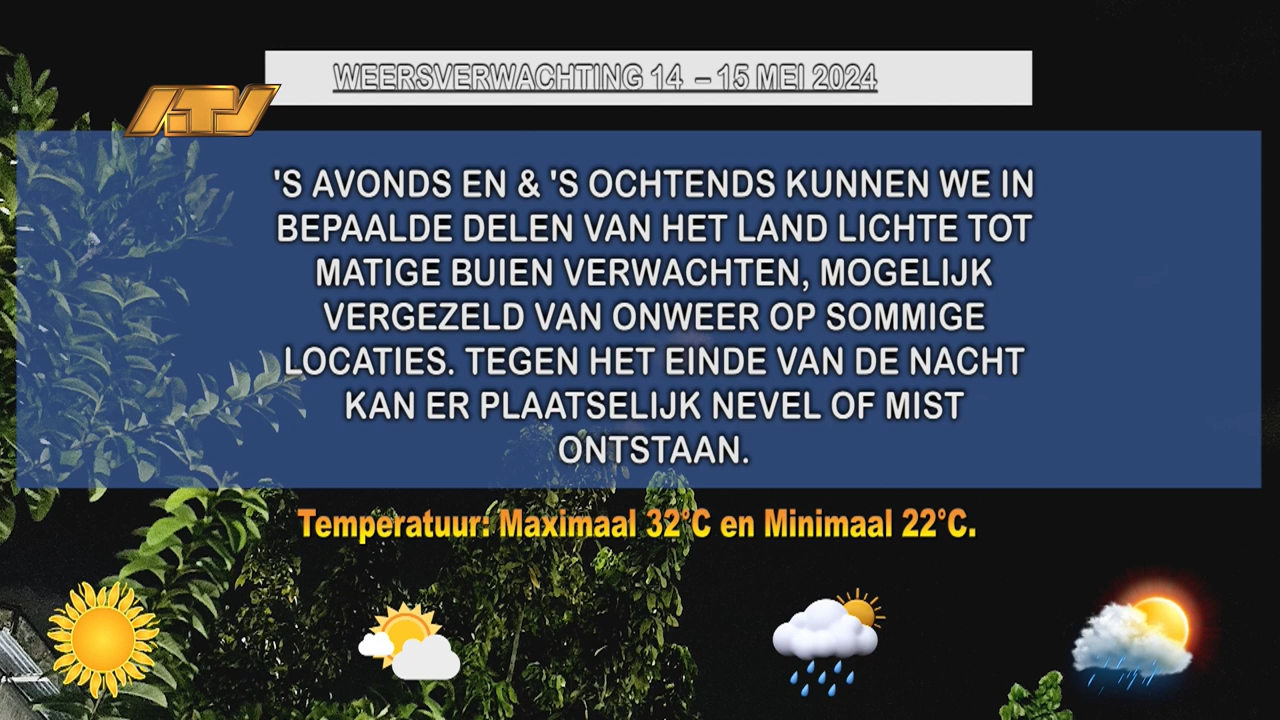 WEERSVERWACHTING 14 – 15 MEI 2024
'S AVONDS EN & 'S OCHTENDS KUNNEN WE IN
BEPAALDE DELEN VAN HET LAND LICHTE TOT
MATIGE BUIEN VERWACHTEN, MOGELIJK
VERGEZELD VAN ONWEER OP SOMMIGE
LOCATIES. TEGEN HET EINDE VAN DE NACHT
KAN ER PLAATSELIJK NEVEL OF MIST
ONTSTAAN.
Temperatuur: Maximaal 32°C en Minimaal 22°C.